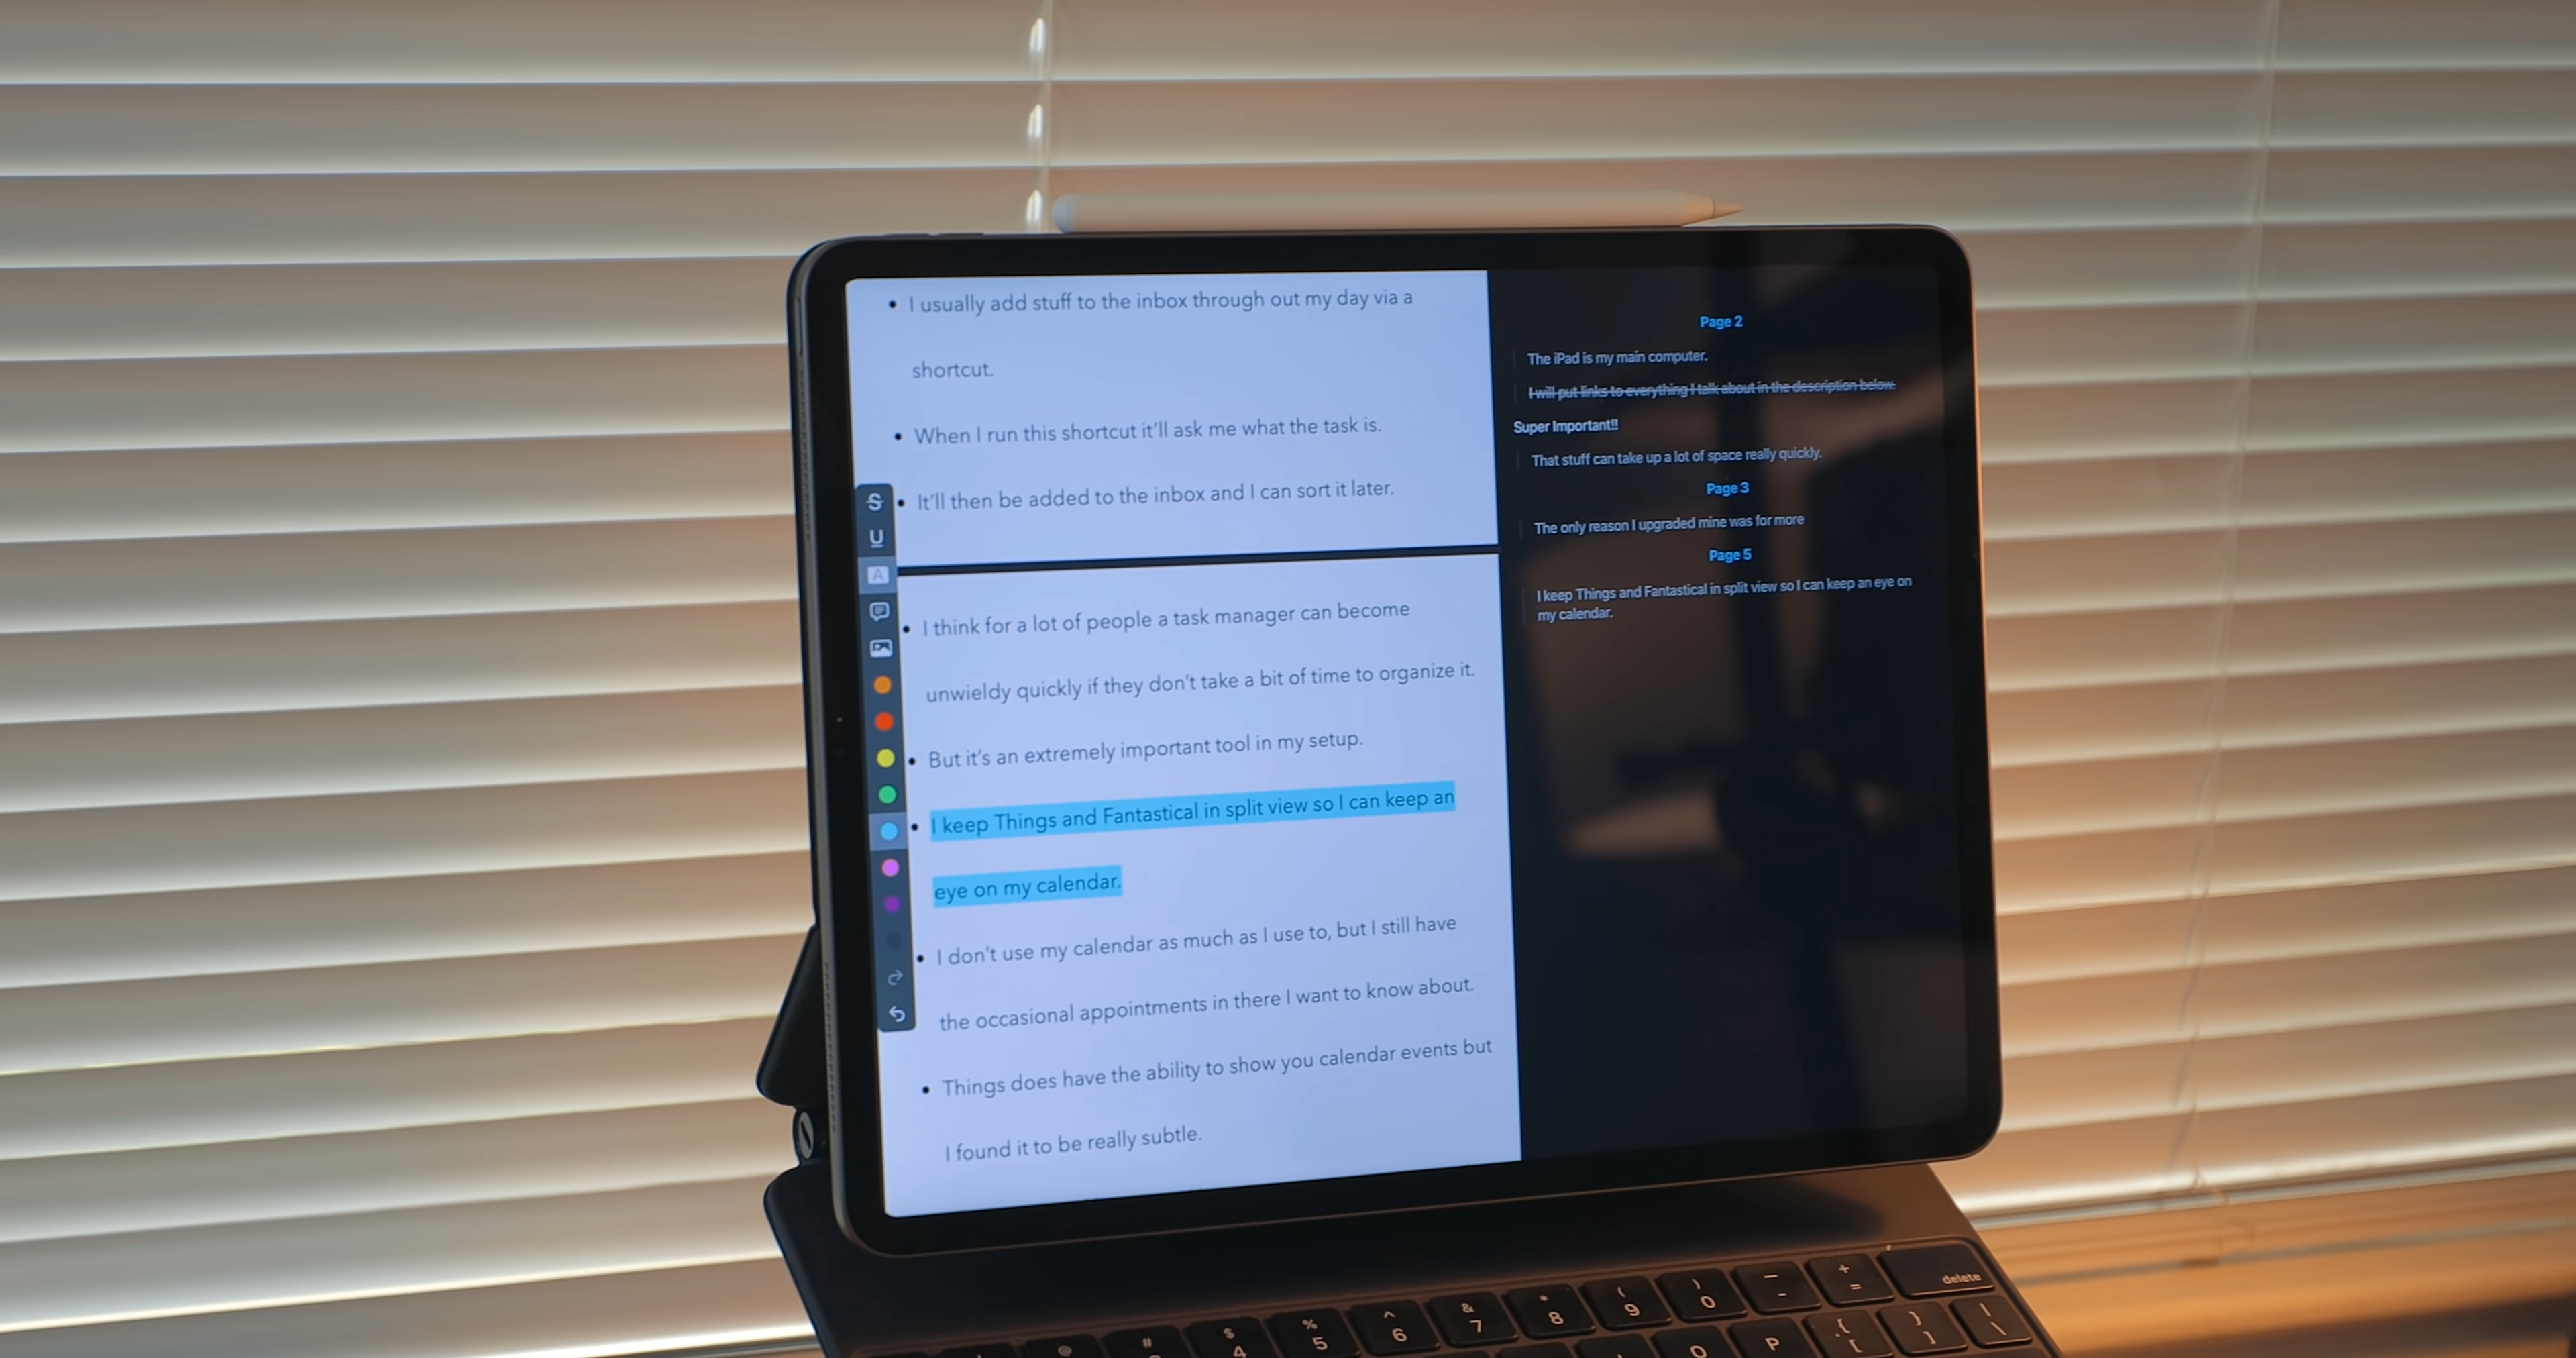 • I usually add stuff to the inbox through out my day via a
shortcut.
• When I run this shortcut it'll ask me what the task is.
• It'll then be added to the inbox and I can sort it later.
• I think for a lot of people a task manager can become
unwieldy quickly if they don't take a bit of time to organize it.
• But it's an extremely important tool in my setup.
• I keep Things and Fantastical in split view so I can keep an
eye on my calendar.
• I don't use my calendar as much as I use to, but I still have
the occasional appointments in there I want to know about.
• Things does have the ability to show you calendar events but
I found it to be really subtle.
S
U
A
Page 2
The iPad is my main computer.
I will put links to everything I talk about in the description below.
Super Important!!
That stuff can take up a lot of space really quickly.
Page 3
The only reason I upgraded mine was for more
Page 5
I keep Things and Fantastical in split view so I can keep an eye on
my calendar.
@ # $ 4 % 5 ^ 6 & 7 * 8 ( 9 ) 0 — - + = delete
O P { [ } ] | \